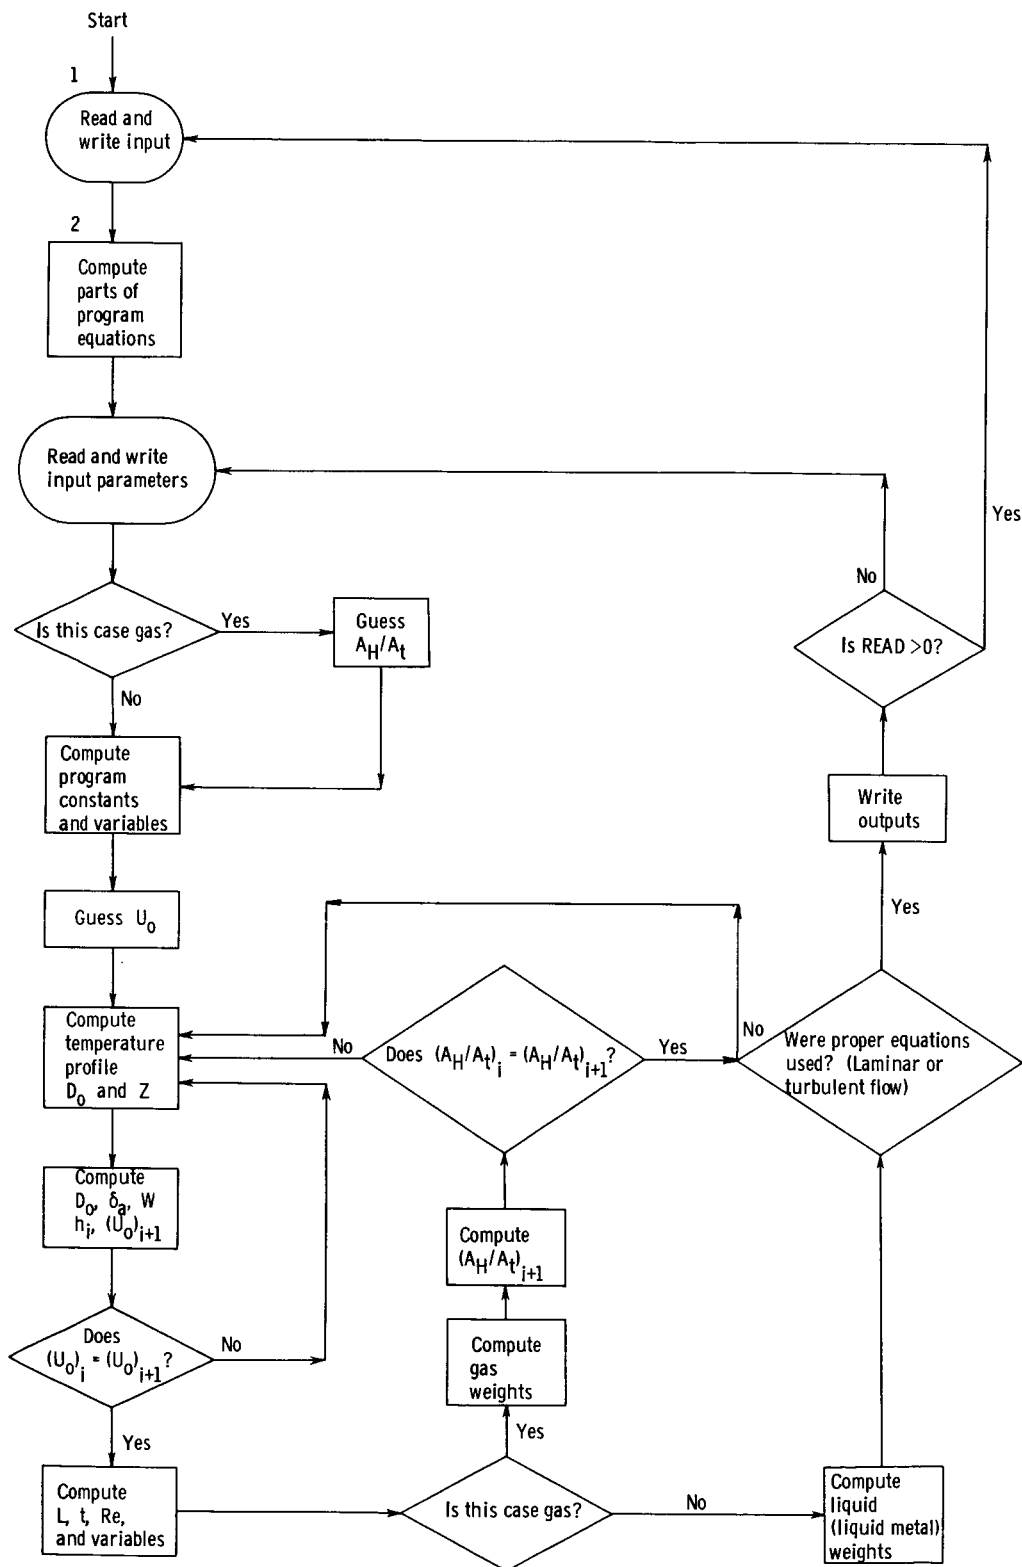 Start
1
Read and
write input
2
Compute
parts of
program
equations
Read and write
input parameters
Is this case gas?
Yes
Guess
A_H/A_t
No
Compute
program
constants
and variables
Guess U_o
Compute
temperature
profile
D_o and Z
Compute
D_o, δ_a, W
h_i, (U_o)_{i+1}
Does
(U_o)_i = (U_o)_{i+1}?
No
Yes
Compute
L, t, Re,
and variables
Is this case gas?
Yes
No
Compute
gas
weights
Compute
(A_H/A_t)_{i+1}
Does (A_H/A_t)_i = (A_H/A_t)_{i+1}?
No
Yes
Compute
liquid
(liquid metal)
weights
Were proper equations
used? (Laminar or
turbulent flow)
No
Yes
Write
outputs
Is READ >0?
No
Yes